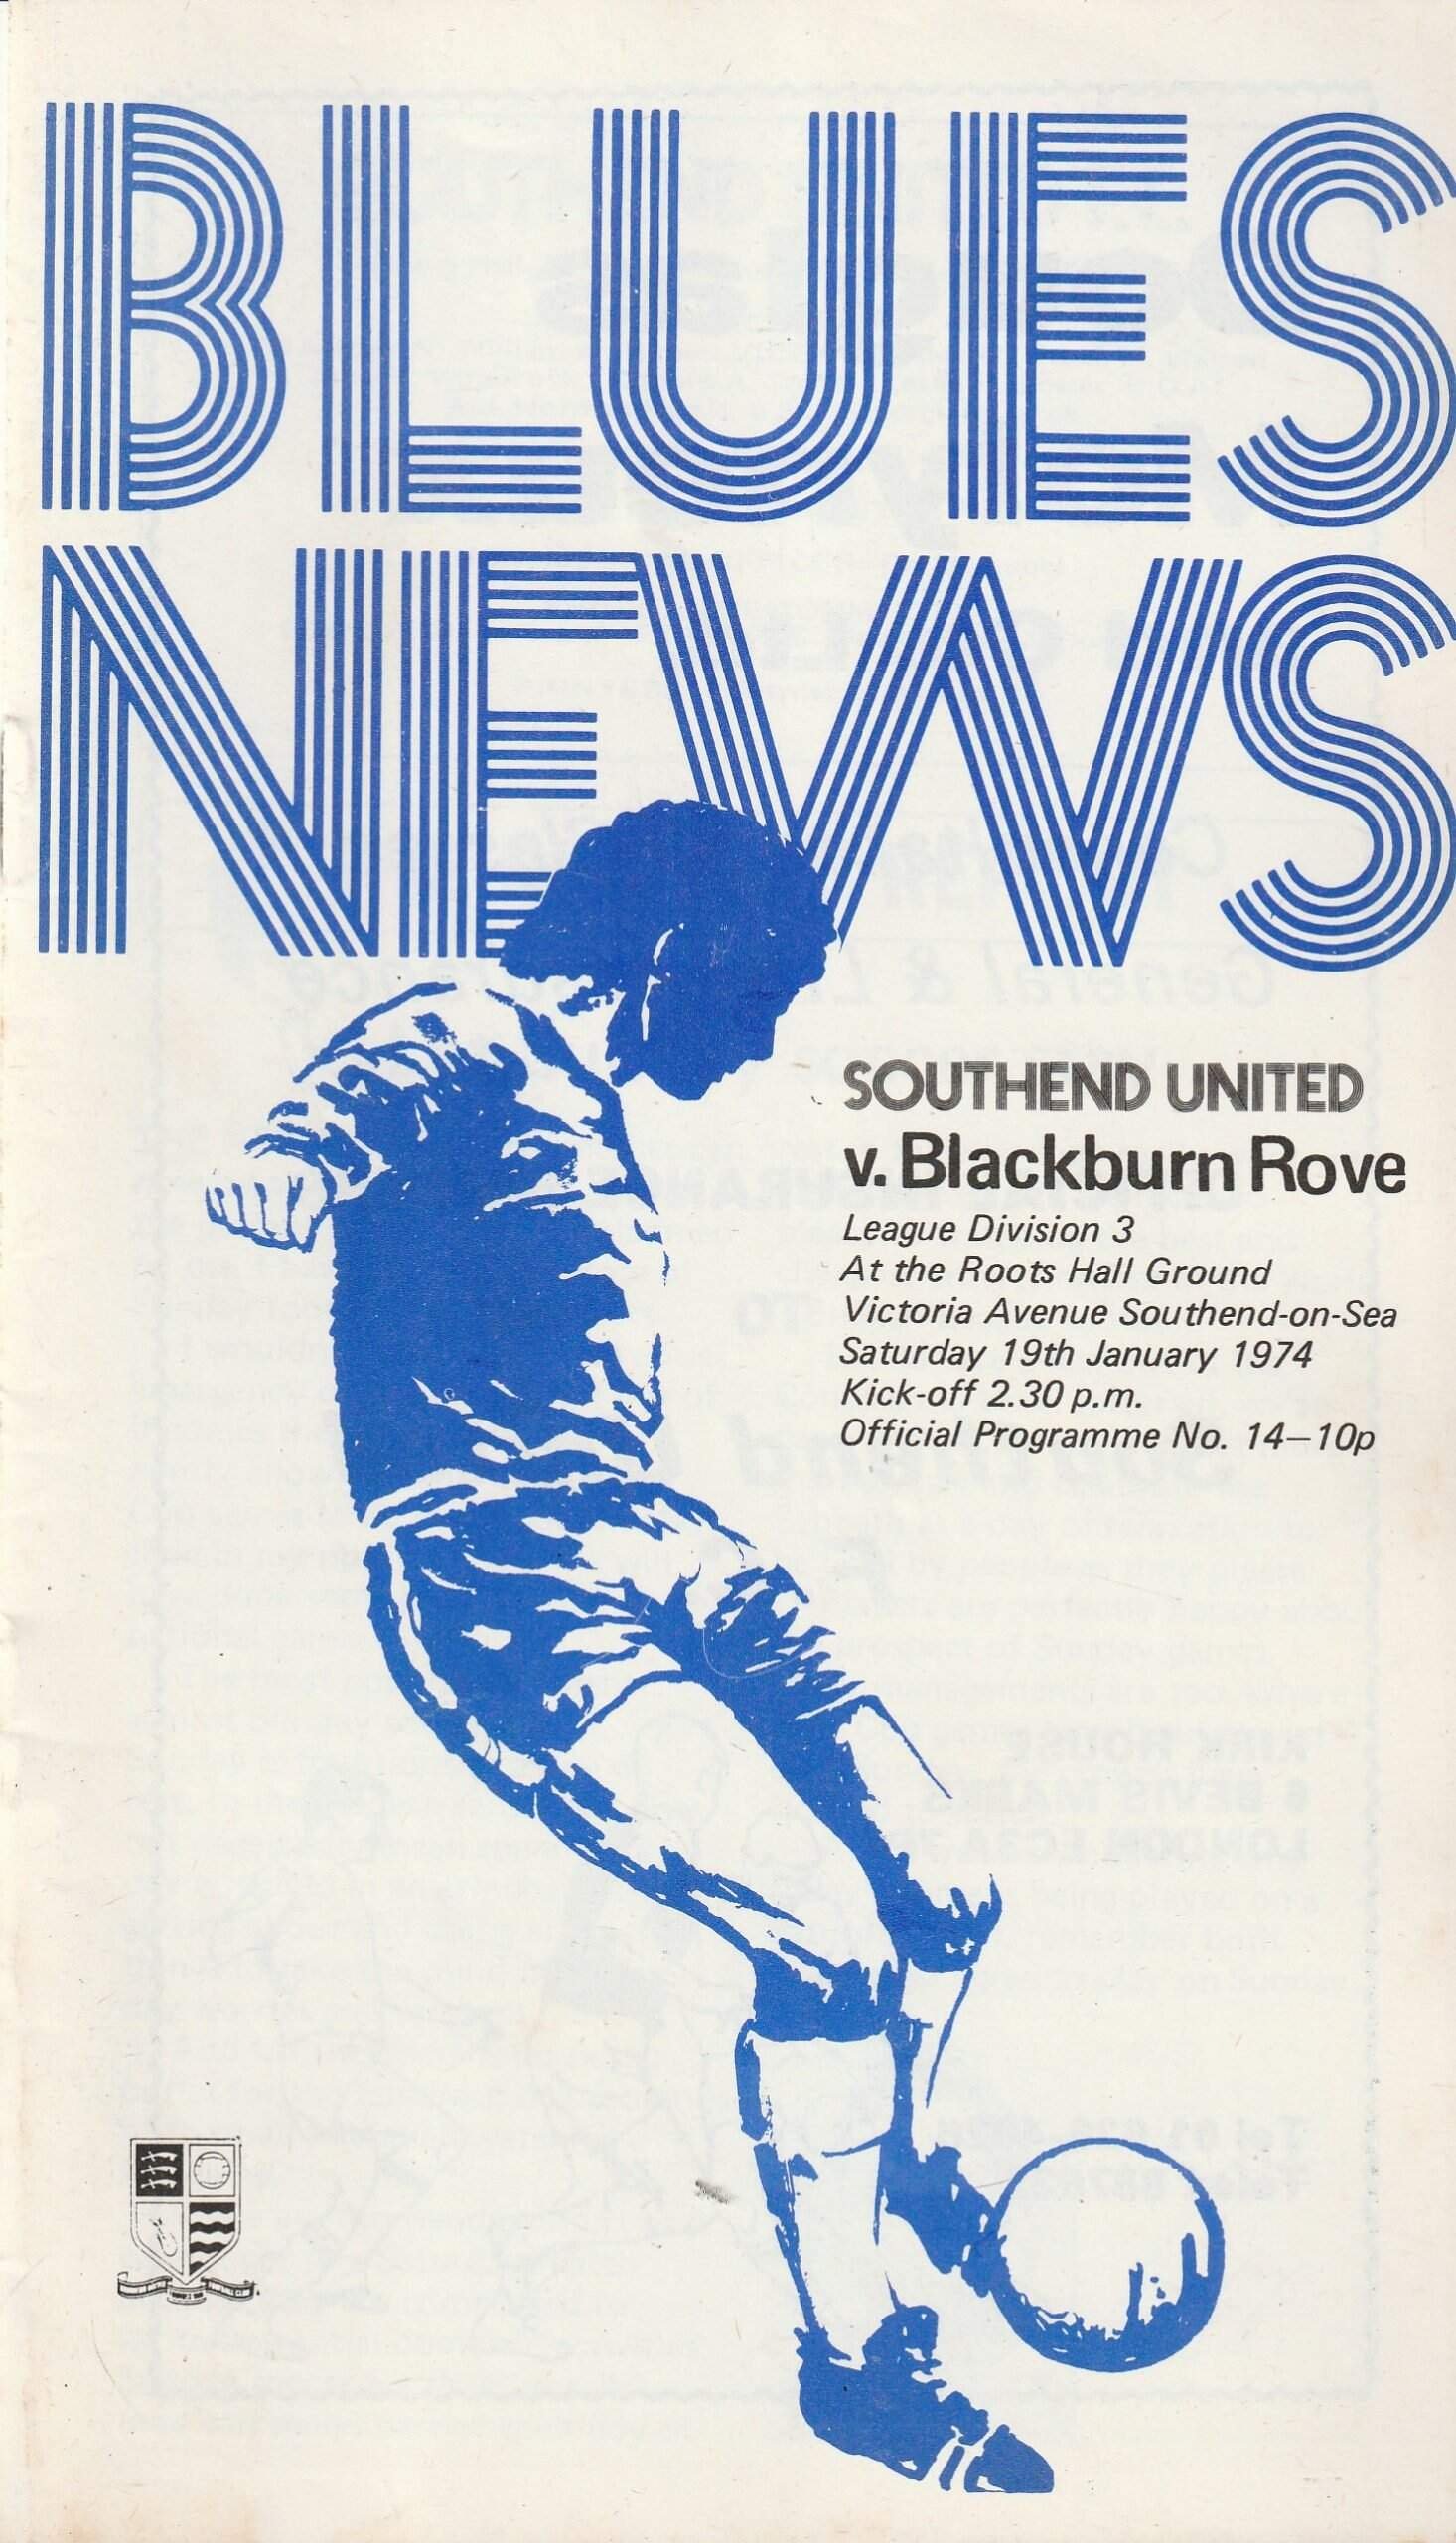 BLUES
NEWS
SOUTHEND UNITED
v. Blackburn Rove
League Division 3
At the Roots Hall Ground
Victoria Avenue Southend-on-Sea
Saturday 19th January 1974
Kick-off 2.30 p.m.
Official Programme No. 14–10p